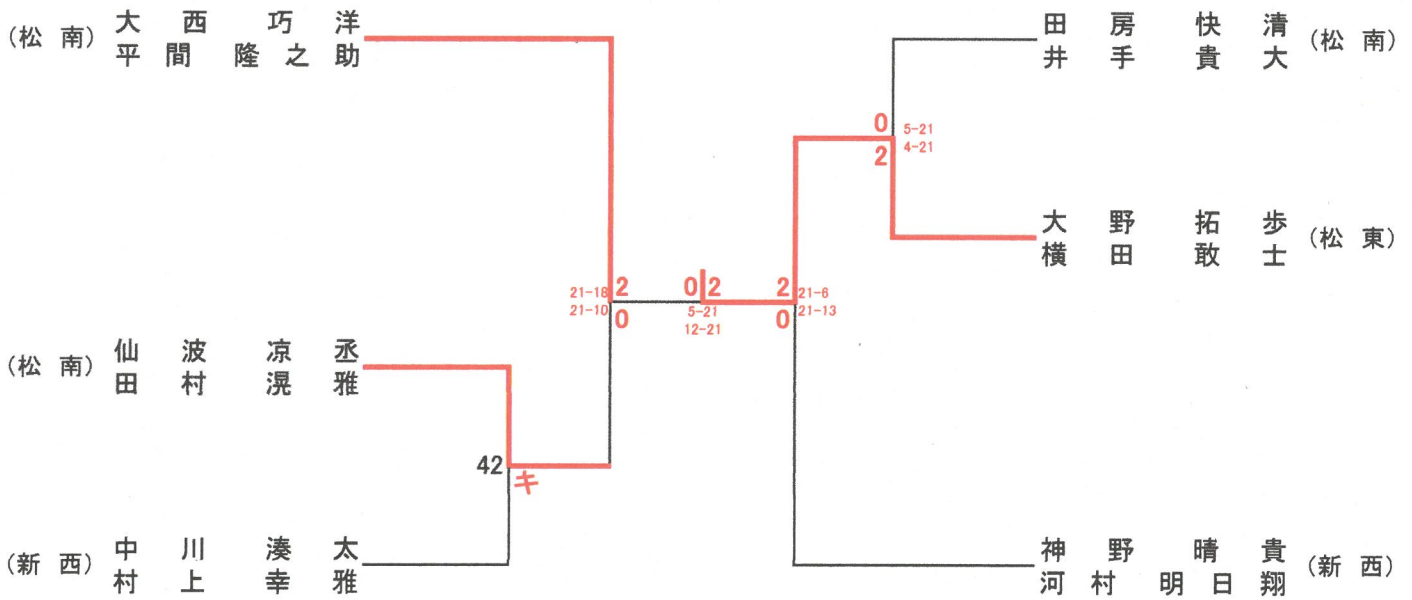 (松 南) 大 西 巧 洋
平 間 隆 之 助
(松 南) 仙 波 凉 丞
田 村 滉 雅
(新 西) 中 川 湊 太
村 上 幸 雅
42
キ
21-18 2
21-10 0
0 2
5-21
12-21
2 21-6
0 21-13
0 5-21
2 4-21
田 房 快 清 (松 南)
井 手 貴 大
大 野 拓 歩 (松 東)
横 田 敢 士
神 野 晴 貴 (新 西)
河 村 明 日 翔